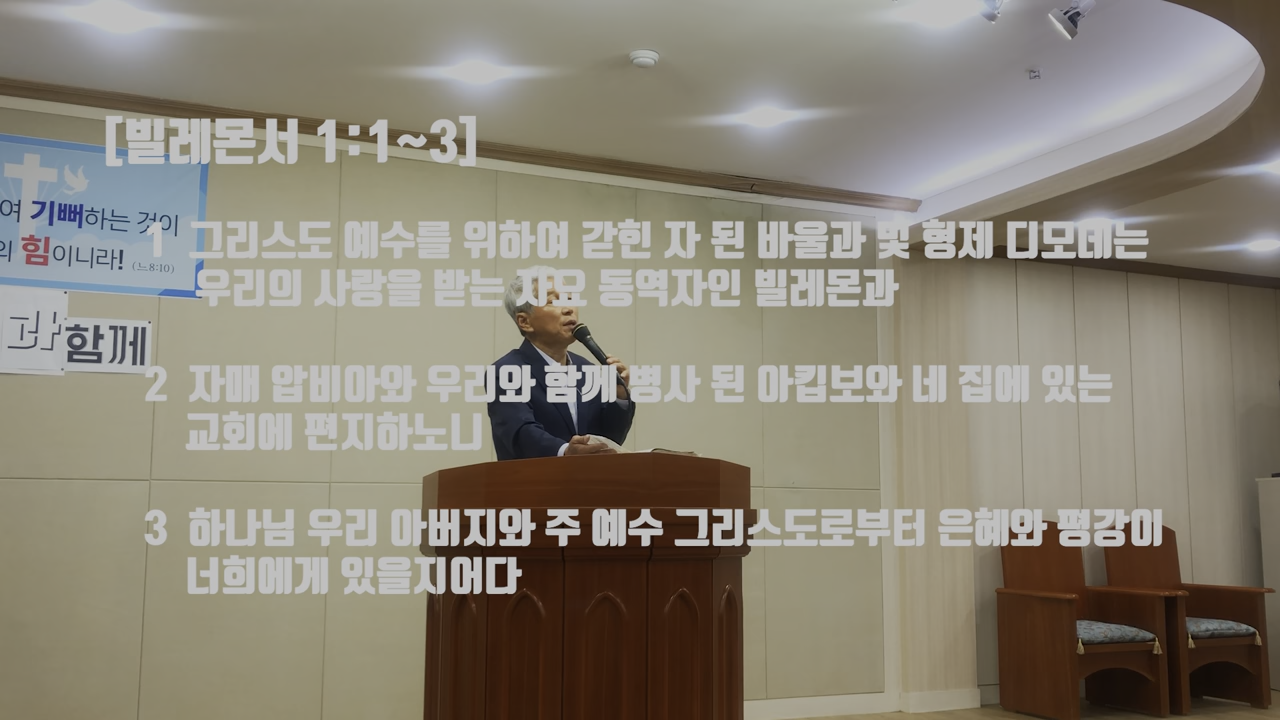 [빌레몬서 1:1~3]
여 기뻐하는 것이
의 힘이니라! (느8:10)
함께
1 그리스도 예수를 위하여 갇힌 자 된 바울과 및 형제 디모데는
우리의 사랑을 받는 자요 동역자인 빌레몬과
2 자매 압비아와 우리와 함께 병사 된 아킵보와 네 집에 있는
교회에 편지하노니
3 하나님 우리 아버지와 주 예수 그리스도로부터 은혜와 평강이
너희에게 있을지어다